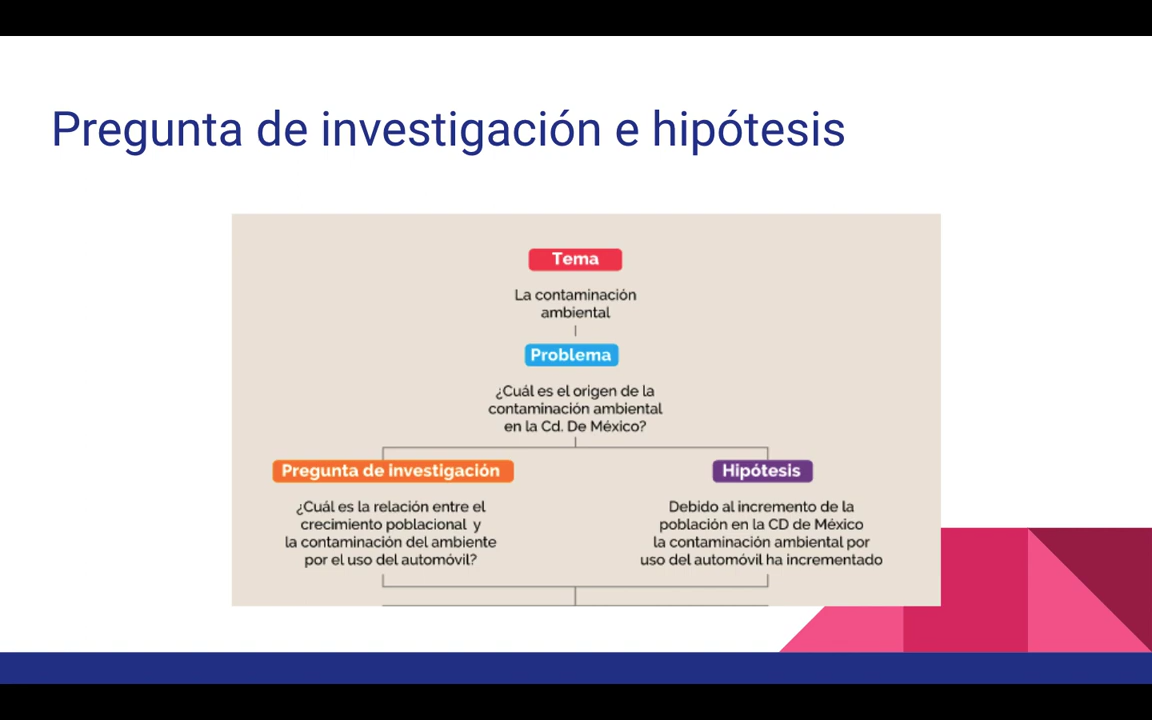 Pregunta de investigación e hipótesis
Tema
La contaminación
ambiental
Problema
¿Cuál es el origen de la
contaminación ambiental
en la Cd. De México?
Pregunta de investigación
¿Cuál es la relación entre el
crecimiento poblacional y
la contaminación del ambiente
por el uso del automóvil?
Hipótesis
Debido al incremento de la
población en la CD de México
la contaminación ambiental por
uso del automóvil ha incrementado